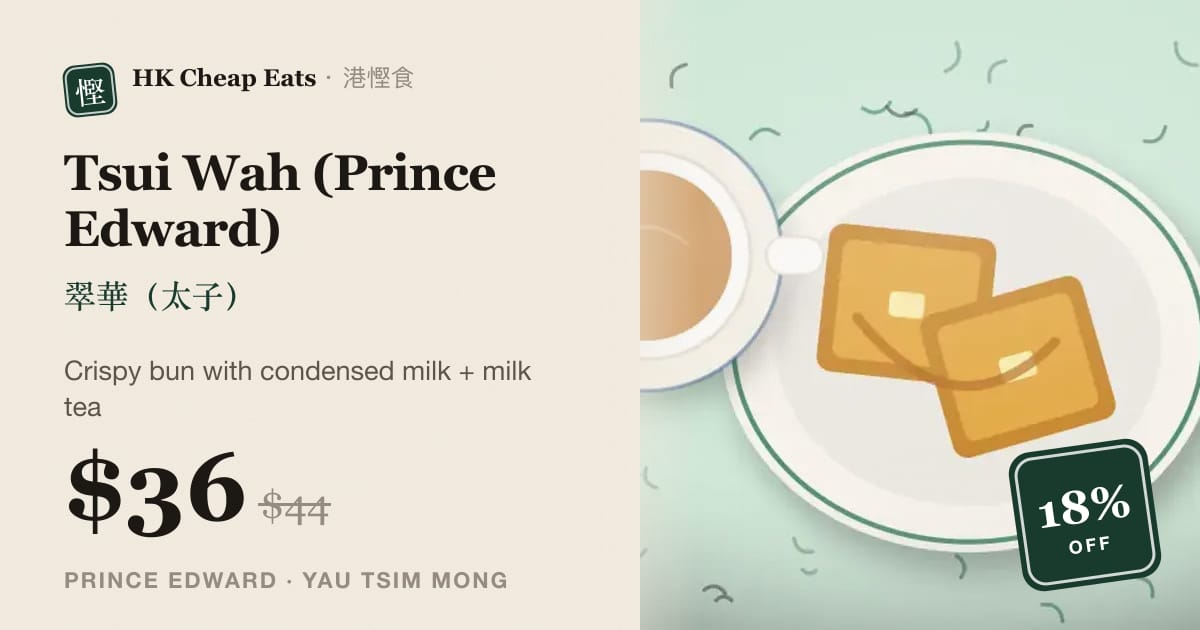 慳
HK Cheap Eats · 港慳食
Tsui Wah (Prince
Edward)
翠華（太子）
Crispy bun with condensed milk + milk
tea
$36 $44
PRINCE EDWARD · YAU TSIM MONG
18%
OFF